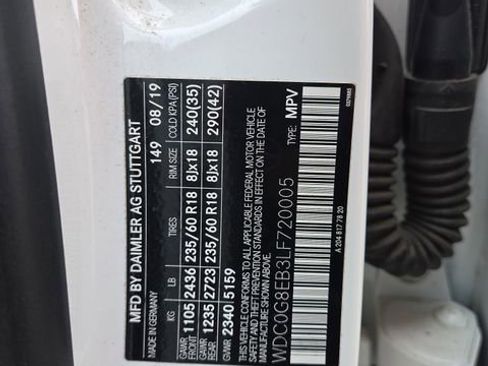 MFD BY DAIMLER AG STUTTGART
MADE IN GERMANY 149 08/19
KG LB TIRES RIM SIZE COLD KPA(PSI)
GAWR FRONT 1105 2436 235/60 R18 8Jx18 240(35)
GAWR REAR 1235 2723 235/60 R18 8Jx18 290(42)
GVWR 2340 5159
THIS VEHICLE CONFORMS TO ALL APPLICABLE FEDERAL MOTOR VEHICLE
SAFETY AND THEFT PREVENTION STANDARDS IN EFFECT ON THE DATE OF
MANUFACTURE SHOWN ABOVE.
TYPE: MPV
WDC0G8EB3LF720005
A 204 817 78 20